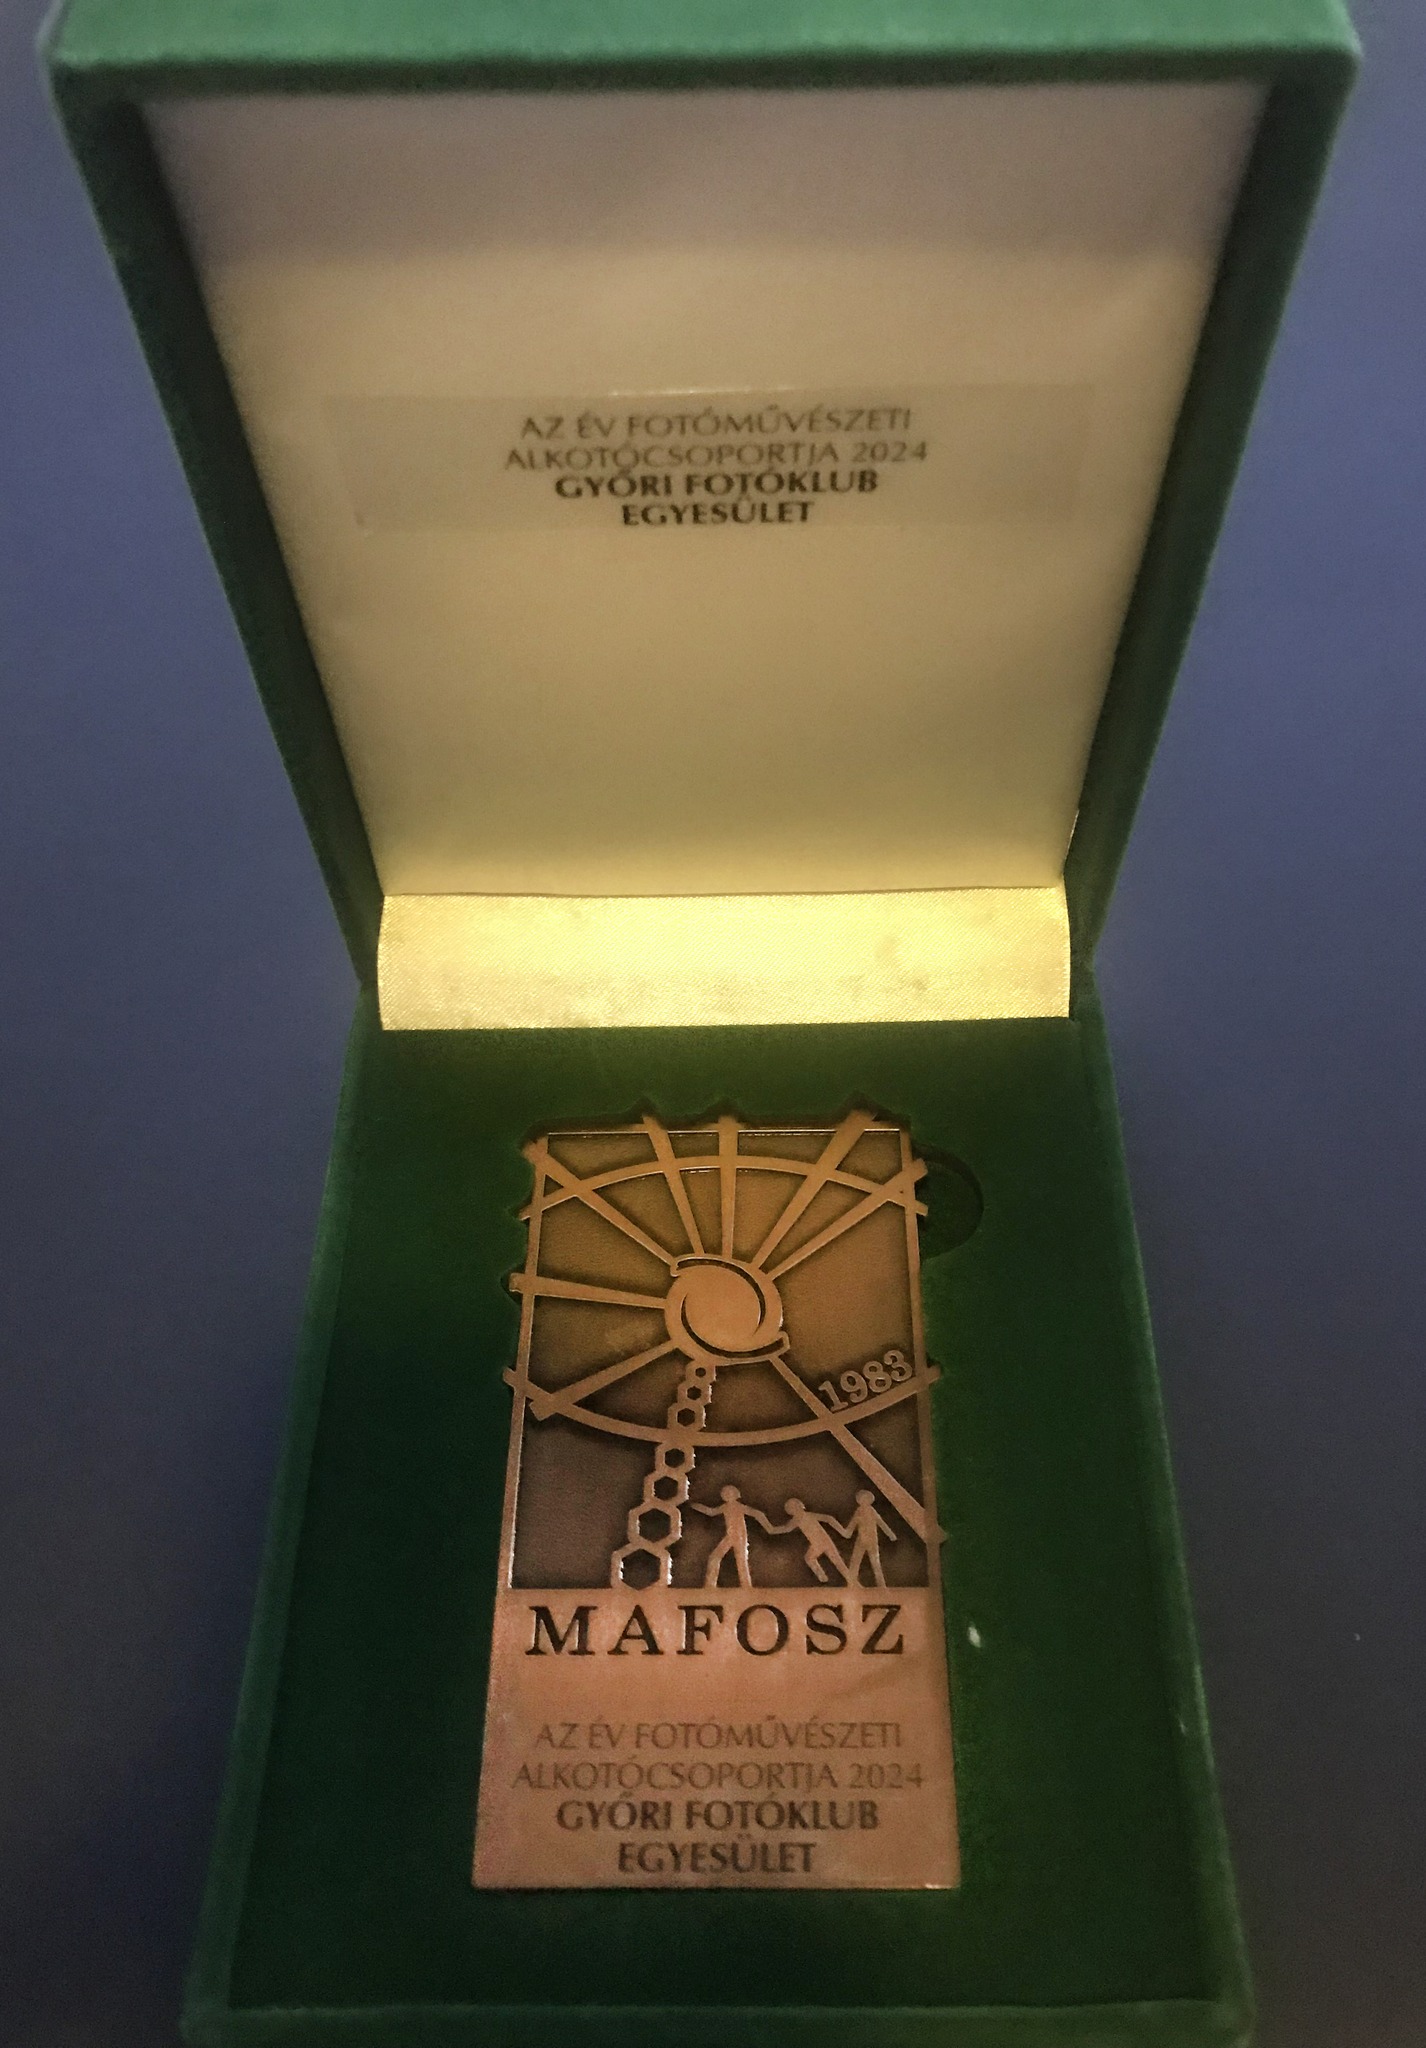 AZ ÉV FOTÓMŰVÉSZETI
ALKOTÓCSOPORTJA 2024
GYŐRI FOTÓKLUB
EGYESÜLET
1983
MAFOSZ
AZ ÉV FOTÓMŰVÉSZETI
ALKOTÓCSOPORTJA 2024
GYŐRI FOTÓKLUB
EGYESÜLET